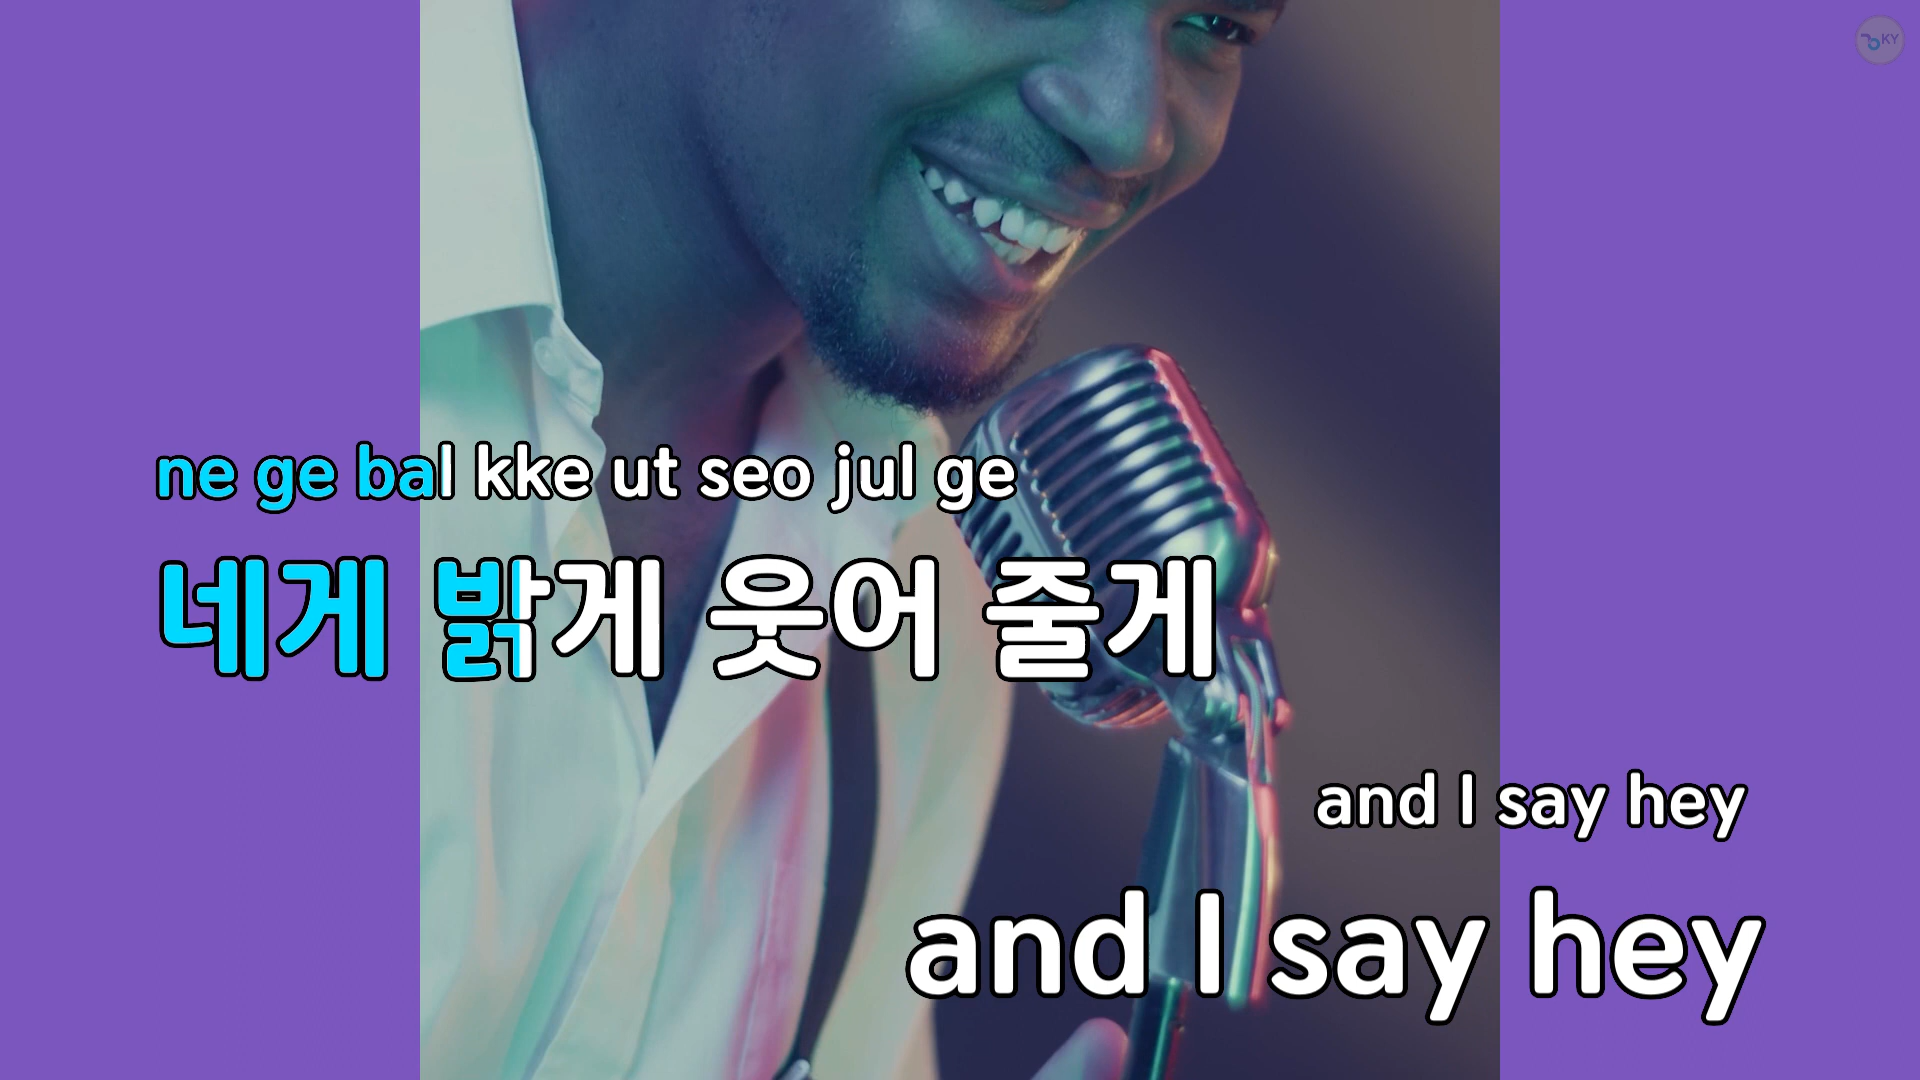 KY
ne ge bal kke ut seo jul ge
네게 밝게 웃어 줄게
and I say hey
and I say hey